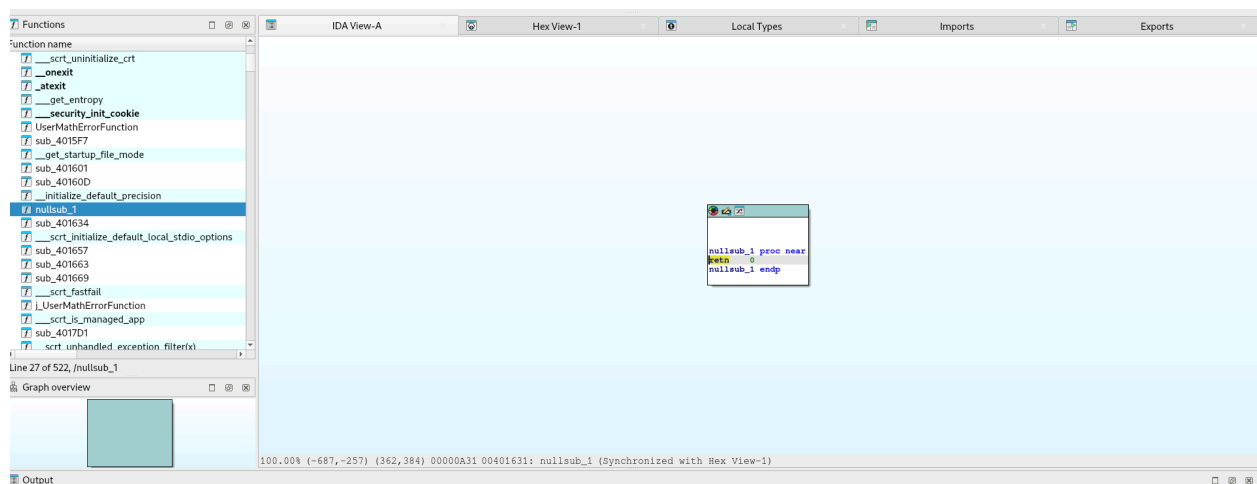 Functions
Function name
___scrt_uninitialize_crt
__onexit
_atexit
___get_entropy
___security_init_cookie
UserMathErrorFunction
sub_4015F7
__get_startup_file_mode
sub_401601
sub_40160D
__initialize_default_precision
nullsub_1
sub_401634
___scrt_initialize_default_local_stdio_options
sub_401657
sub_401663
sub_401669
___scrt_fastfail
j_UserMathErrorFunction
___scrt_is_managed_app
sub_4017D1
__scrt_unhandled_exception_filter(x)
Line 27 of 522, /nullsub_1
Graph overview
IDA View-A
Hex View-1
Local Types
Imports
Exports
nullsub_1 proc near
retn 0
nullsub_1 endp
100.00% (-687,-257) (362,384) 00000A31 00401631: nullsub_1 (Synchronized with Hex View-1)
Output